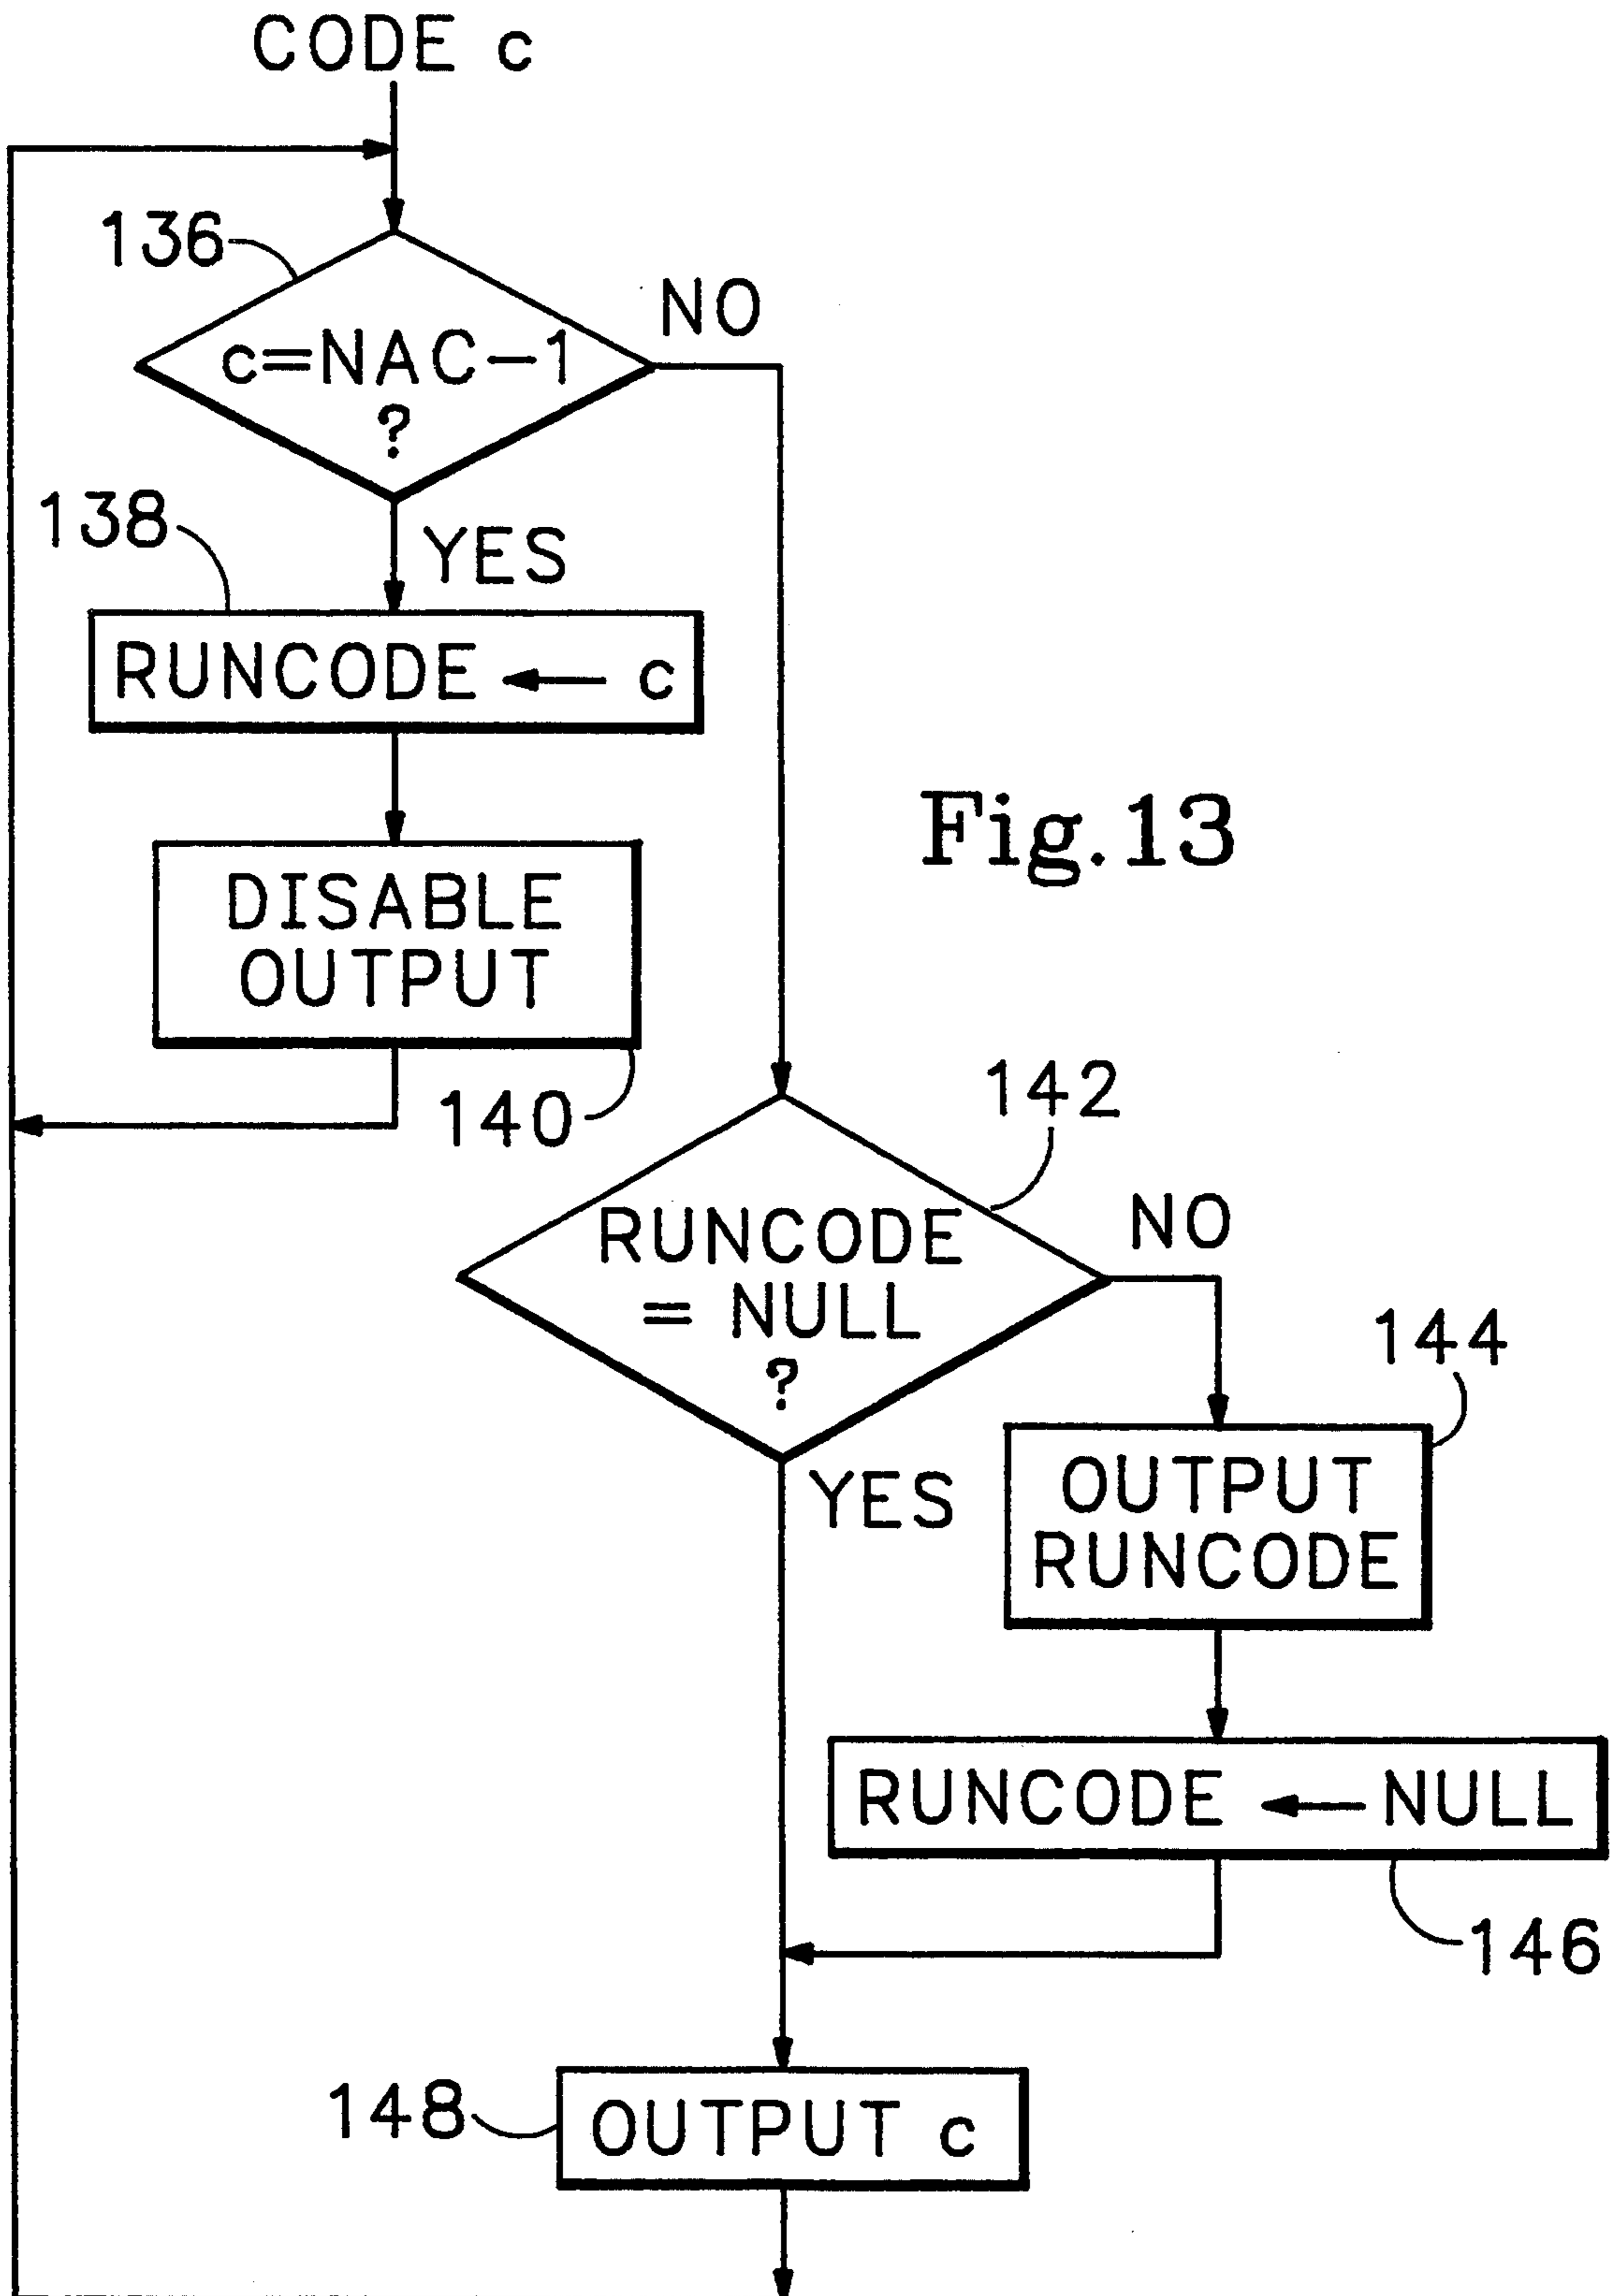 CODE c
136
NO
c=NAC-1
?
138
YES
RUNCODE ← c
Fig.13
DISABLE
OUTPUT
140
142
RUNCODE
= NULL
?
NO
144
YES
OUTPUT
RUNCODE
RUNCODE ← NULL
146
148
OUTPUT c